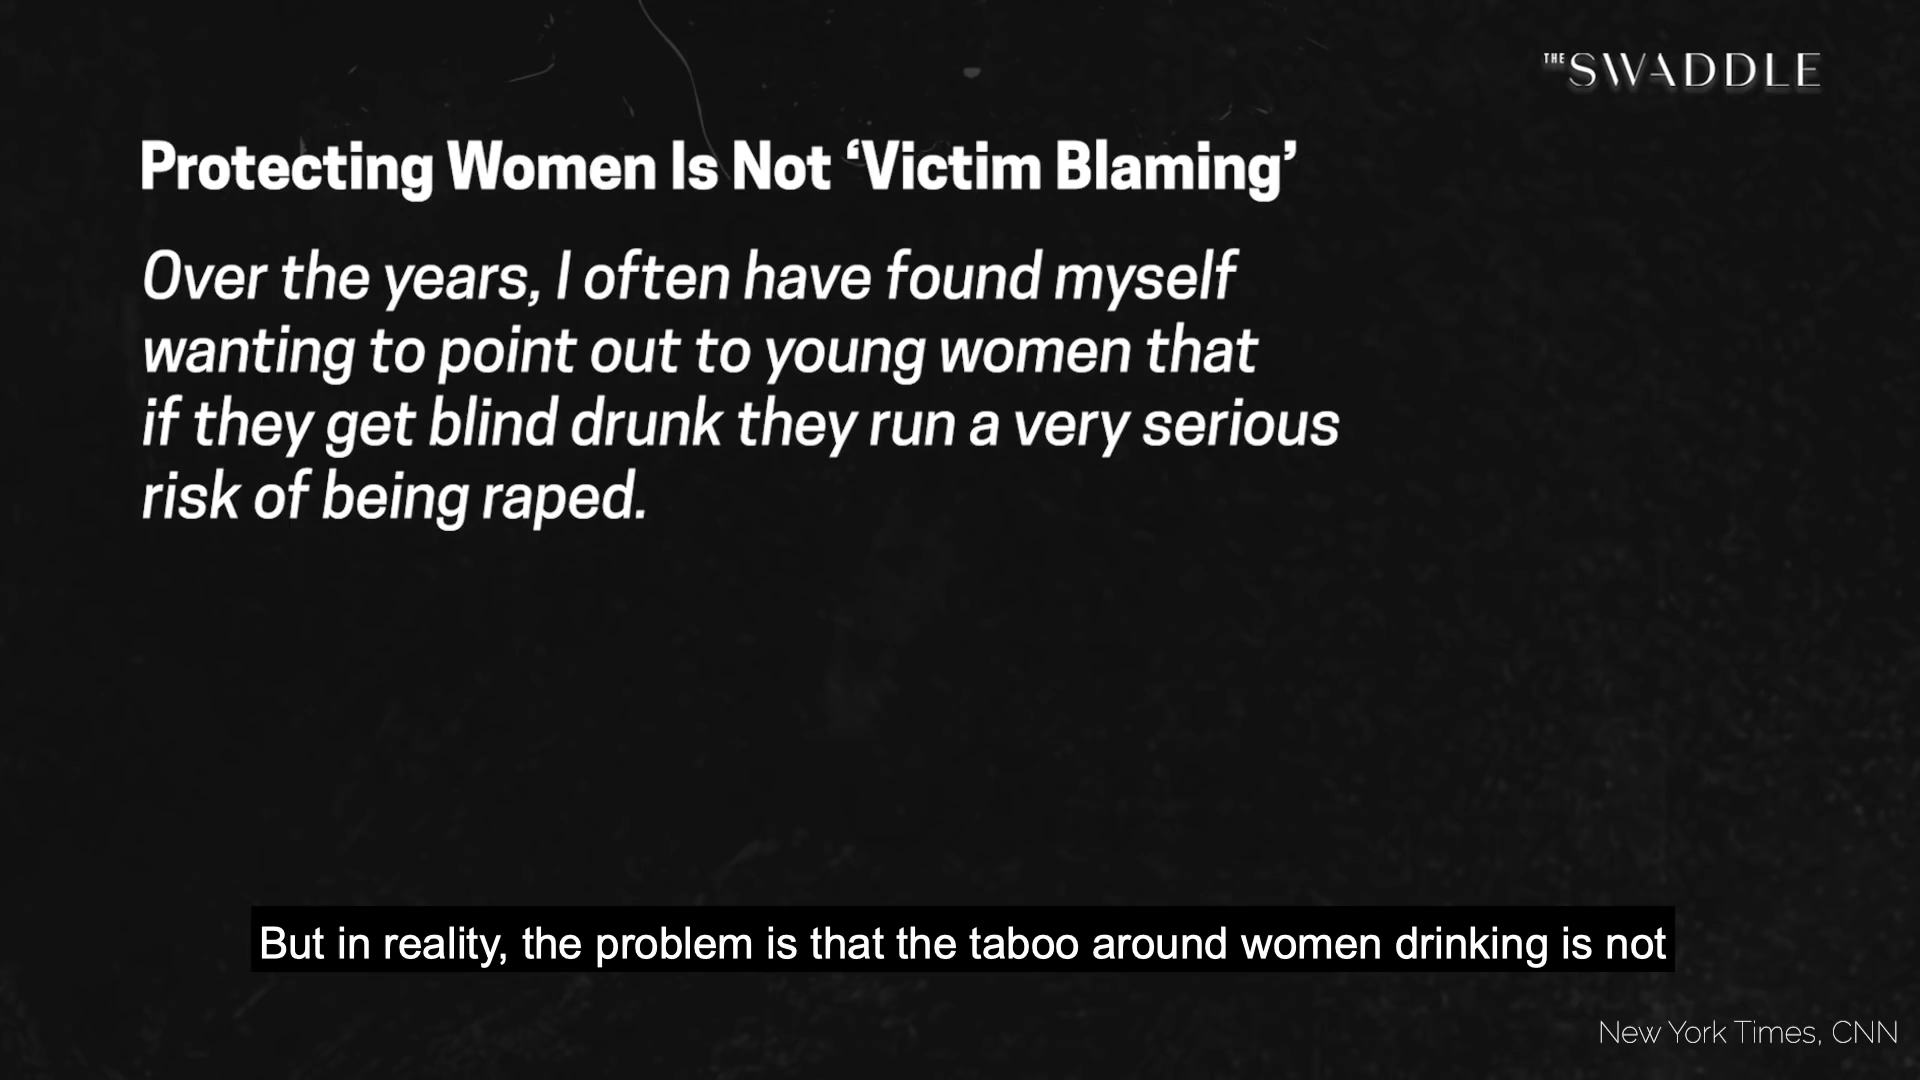 THE SWADDLE
Protecting Women Is Not ‘Victim Blaming’
Over the years, I often have found myself
wanting to point out to young women that
if they get blind drunk they run a very serious
risk of being raped.
But in reality, the problem is that the taboo around women drinking is not
New York Times, CNN